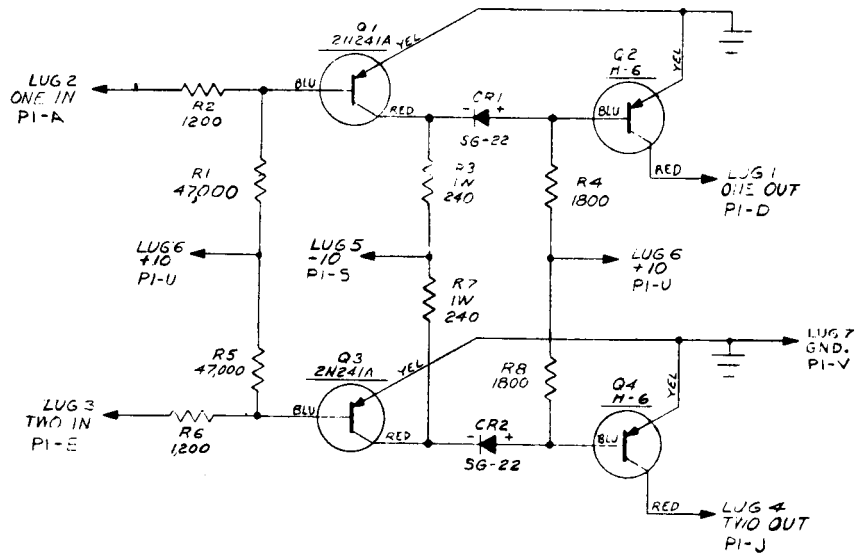 Q1
2N241A
YEL
Q2
H-6
YEL
LUG 2
ONE IN
P1-A
R2
1200
BLU
RED
- CR1 +
SG-22
BLU
RED
LUG 1
ONE OUT
P1-D
R1
47,000
R3
1W
240
R4
1800
LUG 6
+10
P1-U
LUG 5
-10
P1-S
LUG 6
+10
P1-U
R7
1W
240
LUG 7
GND.
P1-V
R5
47,000
Q3
2N241A
YEL
R8
1800
Q4
H-6
YEL
LUG 3
TWO IN
P1-E
R6
1,200
BLU
RED
- CR2 +
SG-22
BLU
RED
LUG 4
TWO OUT
P1-J